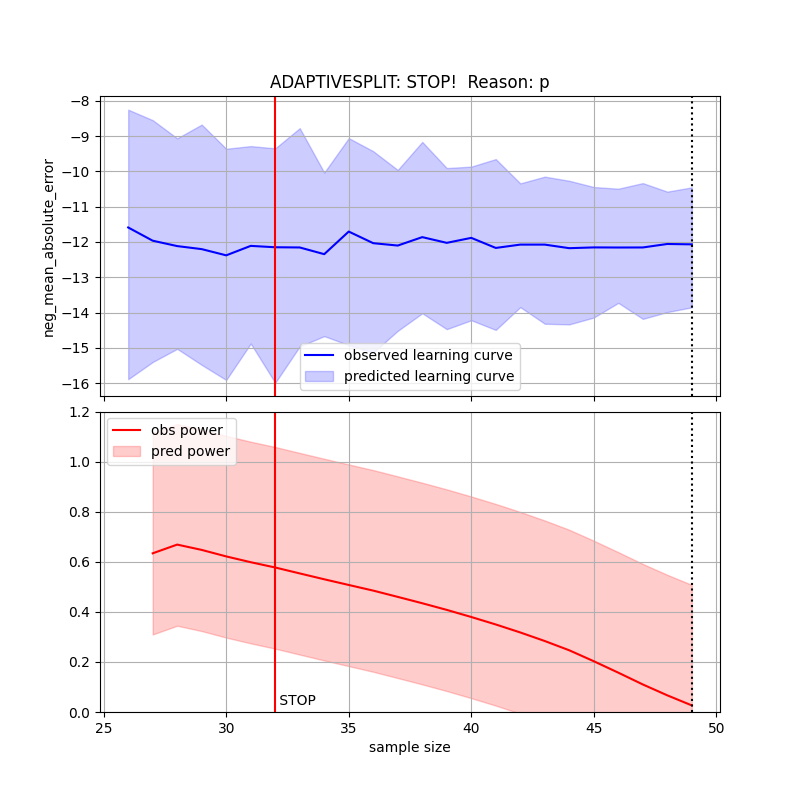 ADAPTIVESPLIT: STOP!  Reason: p
−8
−9
−10
−11
−12
−13
−14
−15
−16
neg_mean_absolute_error
observed learning curve
predicted learning curve
1.2
1.0
0.8
0.6
0.4
0.2
0.0
obs power
pred power
STOP
25
30
35
40
45
50
sample size